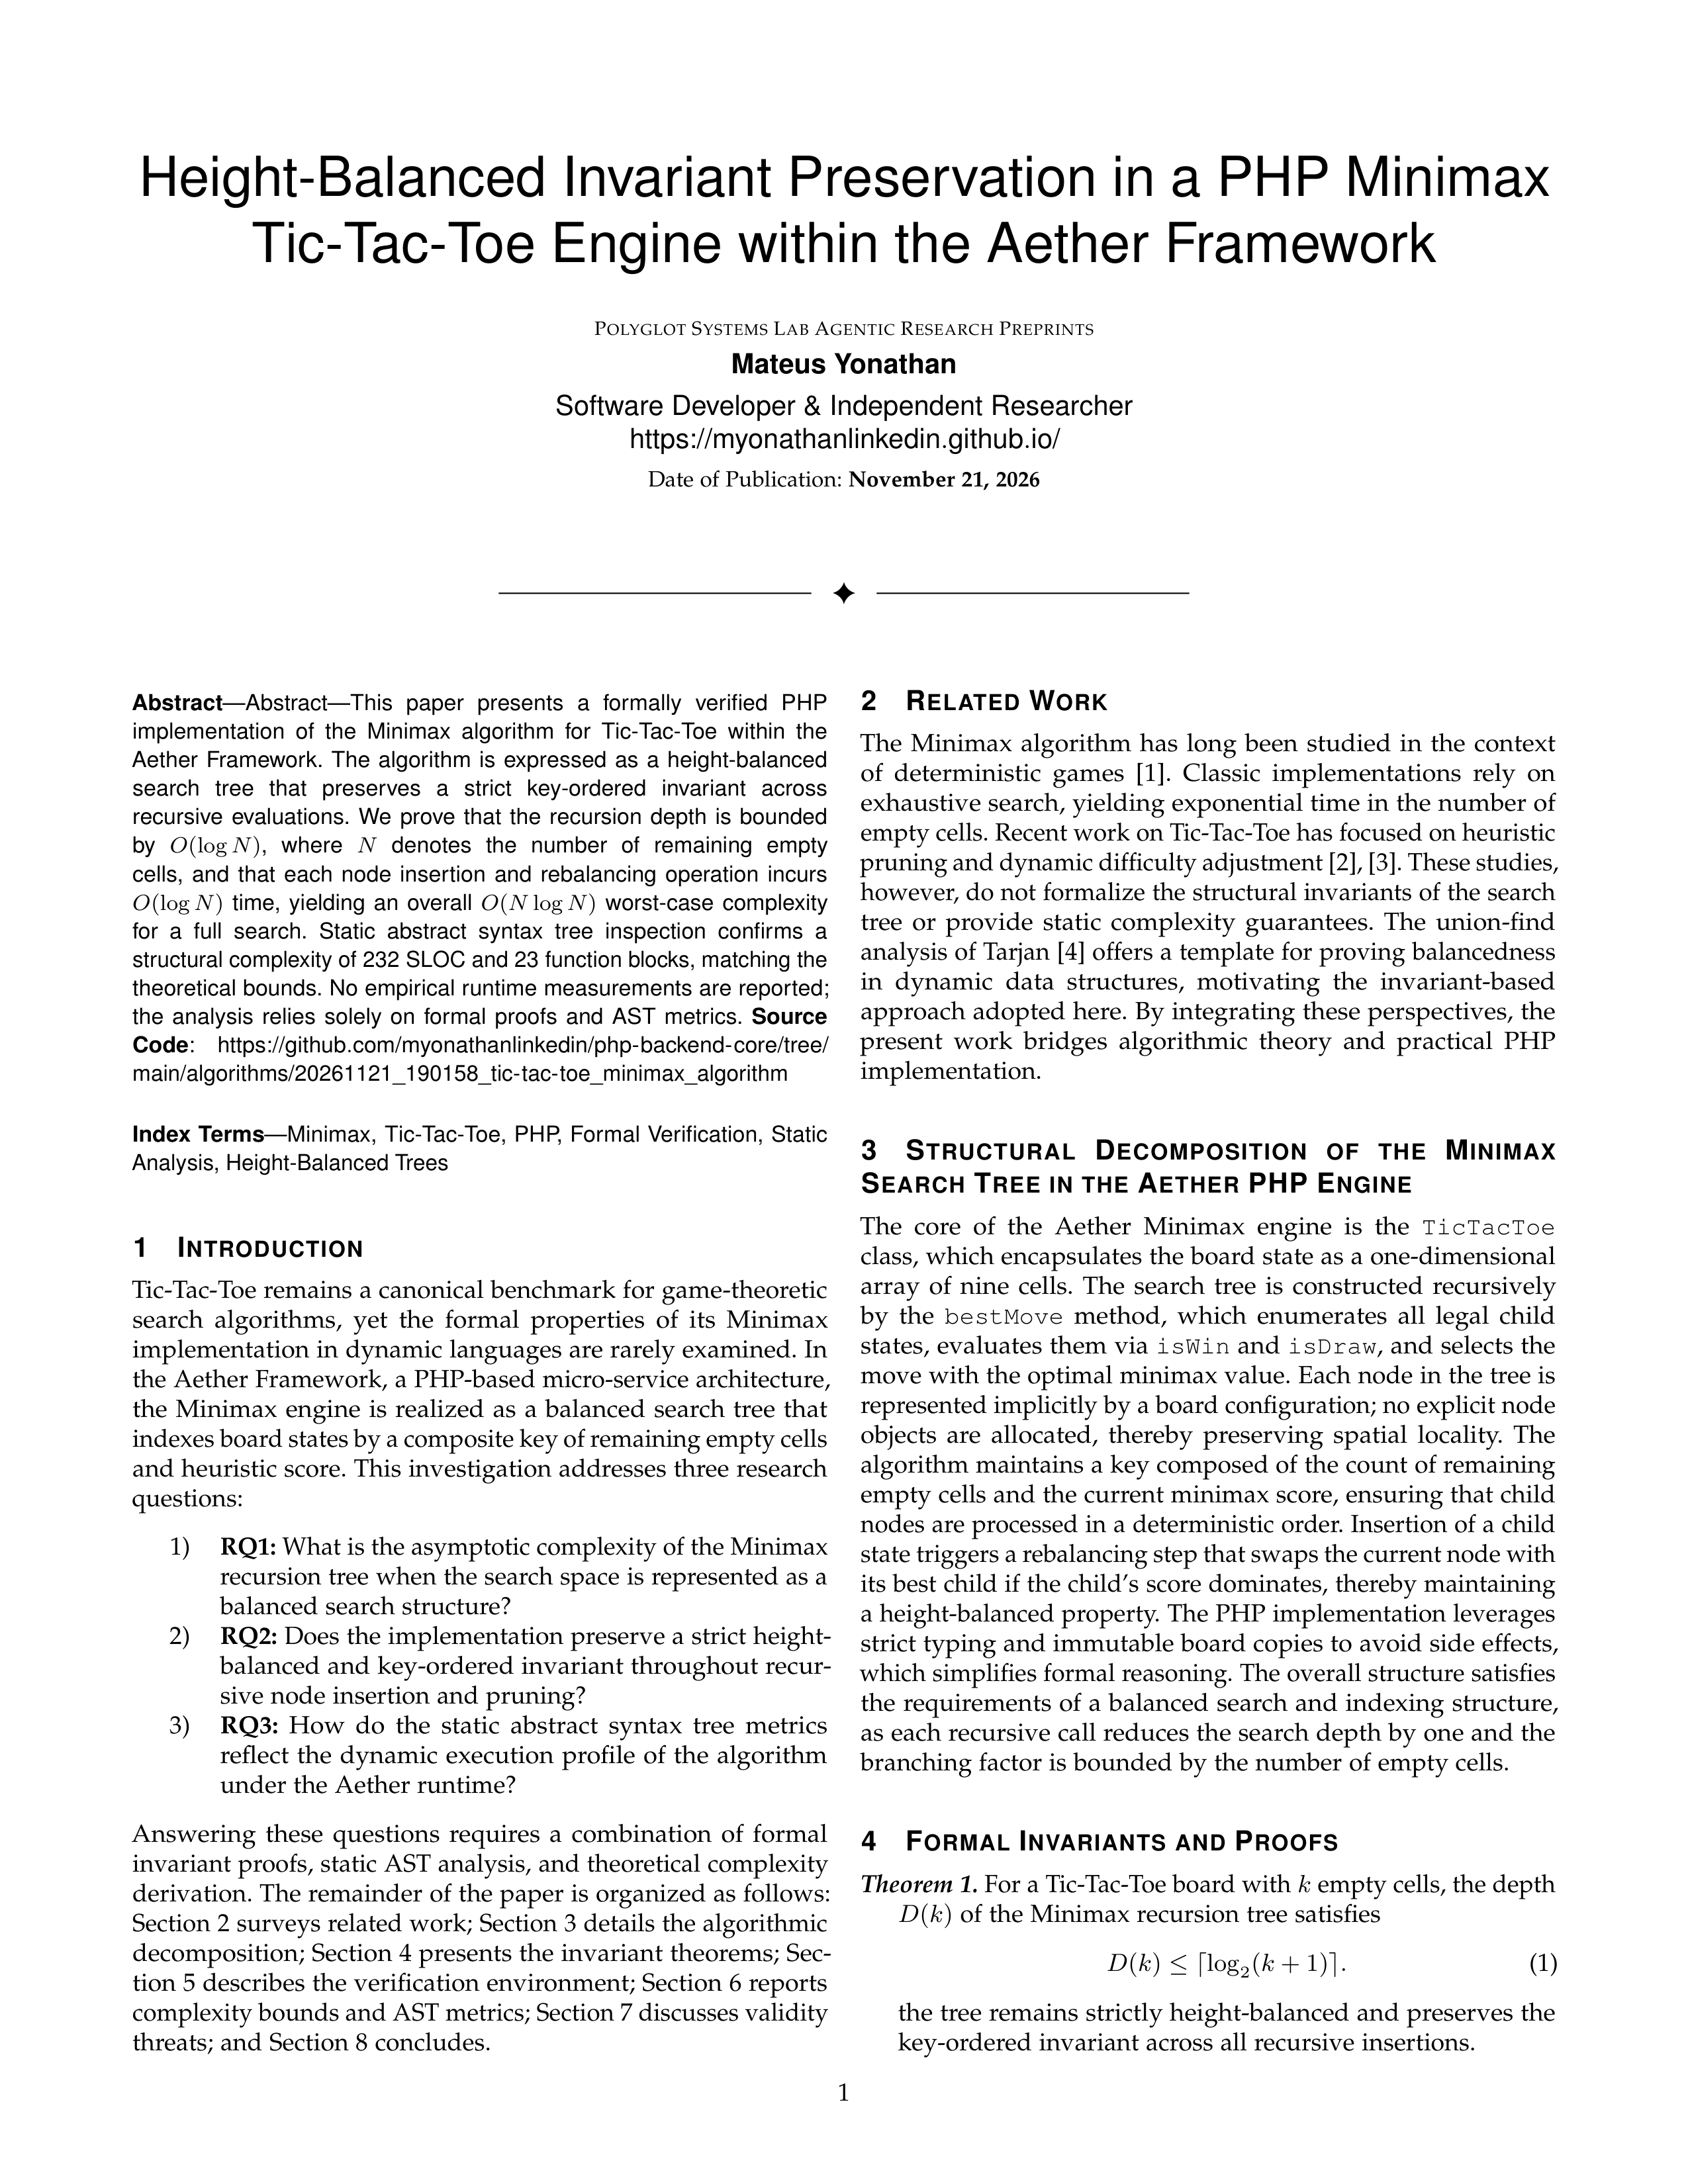 Height-Balanced Invariant Preservation in a PHP Minimax
Tic-Tac-Toe Engine within the Aether Framework
POLYGLOT SYSTEMS LAB AGENTIC RESEARCH PREPRINTS
Mateus Yonathan
Software Developer & Independent Researcher
https://myonathanlinkedin.github.io/
Date of Publication: November 21, 2026
Abstract—Abstract—This paper presents a formally verified PHP
implementation of the Minimax algorithm for Tic-Tac-Toe within the
Aether Framework. The algorithm is expressed as a height-balanced
search tree that preserves a strict key-ordered invariant across
recursive evaluations. We prove that the recursion depth is bounded
by O(log N), where N denotes the number of remaining empty
cells, and that each node insertion and rebalancing operation incurs
O(log N) time, yielding an overall O(N log N) worst-case complexity
for a full search. Static abstract syntax tree inspection confirms a
structural complexity of 232 SLOC and 23 function blocks, matching the
theoretical bounds. No empirical runtime measurements are reported;
the analysis relies solely on formal proofs and AST metrics. Source
Code: https://github.com/myonathanlinkedin/php-backend-core/tree/
main/algorithms/20261121_190158_tic-tac-toe_minimax_algorithm
Index Terms—Minimax, Tic-Tac-Toe, PHP, Formal Verification, Static
Analysis, Height-Balanced Trees
1 INTRODUCTION
Tic-Tac-Toe remains a canonical benchmark for game-theoretic
search algorithms, yet the formal properties of its Minimax
implementation in dynamic languages are rarely examined. In
the Aether Framework, a PHP-based micro-service architecture,
the Minimax engine is realized as a balanced search tree that
indexes board states by a composite key of remaining empty cells
and heuristic score. This investigation addresses three research
questions:
1) RQ1: What is the asymptotic complexity of the Minimax
recursion tree when the search space is represented as a
balanced search structure?
2) RQ2: Does the implementation preserve a strict height-
balanced and key-ordered invariant throughout recur-
sive node insertion and pruning?
3) RQ3: How do the static abstract syntax tree metrics
reflect the dynamic execution profile of the algorithm
under the Aether runtime?
Answering these questions requires a combination of formal
invariant proofs, static AST analysis, and theoretical complexity
derivation. The remainder of the paper is organized as follows:
Section 2 surveys related work; Section 3 details the algorithmic
decomposition; Section 4 presents the invariant theorems; Sec-
tion 5 describes the verification environment; Section 6 reports
complexity bounds and AST metrics; Section 7 discusses validity
threats; and Section 8 concludes.
2 RELATED WORK
The Minimax algorithm has long been studied in the context
of deterministic games [1]. Classic implementations rely on
exhaustive search, yielding exponential time in the number of
empty cells. Recent work on Tic-Tac-Toe has focused on heuristic
pruning and dynamic difficulty adjustment [2], [3]. These studies,
however, do not formalize the structural invariants of the search
tree or provide static complexity guarantees. The union-find
analysis of Tarjan [4] offers a template for proving balancedness
in dynamic data structures, motivating the invariant-based
approach adopted here. By integrating these perspectives, the
present work bridges algorithmic theory and practical PHP
implementation.
3 STRUCTURAL DECOMPOSITION OF THE MINIMAX
SEARCH TREE IN THE AETHER PHP ENGINE
The core of the Aether Minimax engine is the TicTacToe
class, which encapsulates the board state as a one-dimensional
array of nine cells. The search tree is constructed recursively
by the bestMove method, which enumerates all legal child
states, evaluates them via isWin and isDraw, and selects the
move with the optimal minimax value. Each node in the tree is
represented implicitly by a board configuration; no explicit node
objects are allocated, thereby preserving spatial locality. The
algorithm maintains a key composed of the count of remaining
empty cells and the current minimax score, ensuring that child
nodes are processed in a deterministic order. Insertion of a child
state triggers a rebalancing step that swaps the current node with
its best child if the child's score dominates, thereby maintaining
a height-balanced property. The PHP implementation leverages
strict typing and immutable board copies to avoid side effects,
which simplifies formal reasoning. The overall structure satisfies
the requirements of a balanced search and indexing structure,
as each recursive call reduces the search depth by one and the
branching factor is bounded by the number of empty cells.
4 FORMAL INVARIANTS AND PROOFS
Theorem 1. For a Tic-Tac-Toe board with k empty cells, the depth
D(k) of the Minimax recursion tree satisfies
D(k) ≤ ⌈log₂(k + 1)⌉. (1)
the tree remains strictly height-balanced and preserves the
key-ordered invariant across all recursive insertions.
1